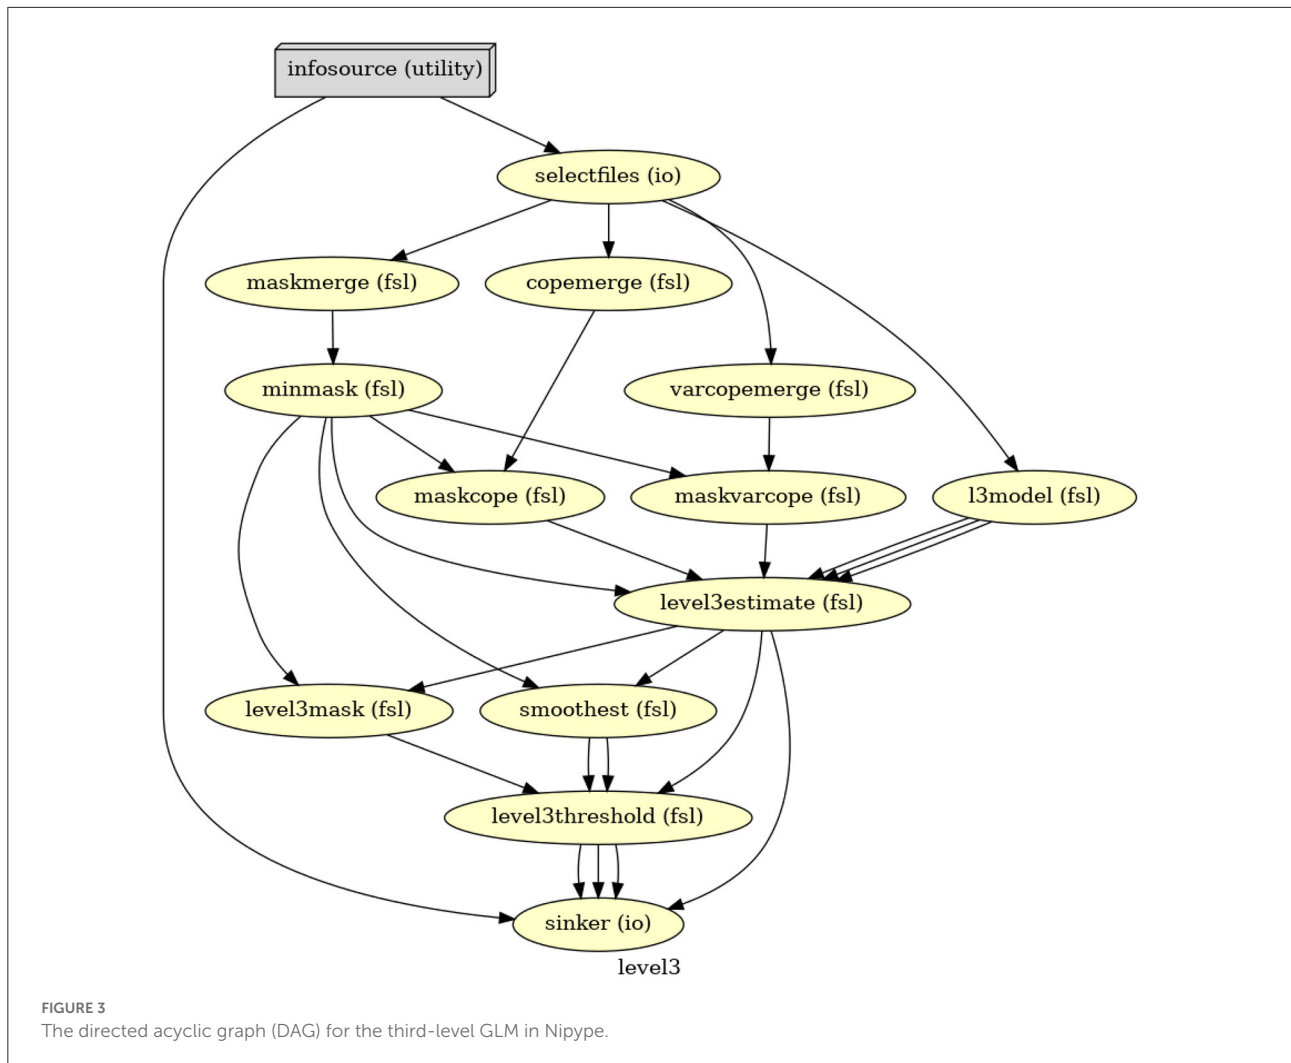 infosource (utility)
selectfiles (io)
maskmerge (fsl)
copemerge (fsl)
minmask (fsl)
varcopemerge (fsl)
maskcope (fsl)
maskvarcope (fsl)
l3model (fsl)
level3estimate (fsl)
level3mask (fsl)
smoothest (fsl)
level3threshold (fsl)
sinker (io)
level3
FIGURE 3
The directed acyclic graph (DAG) for the third-level GLM in Nipype.